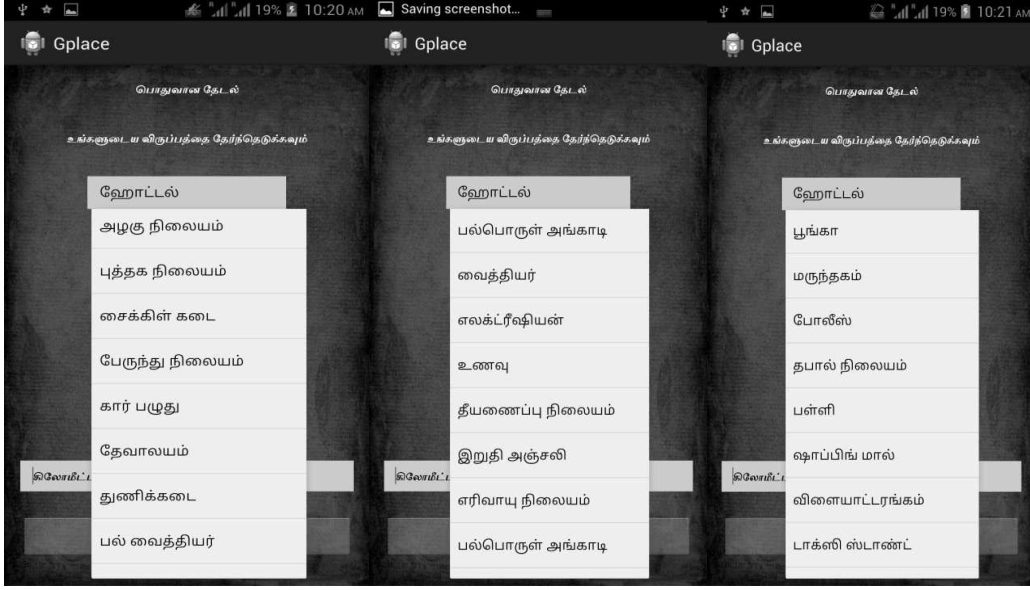 19% 10:20 AM
Gplace
பொதுவான தேடல்
உங்களுடைய விருப்பத்தை தேர்ந்தெடுக்கவும்
ஹோட்டல்
அழகு நிலையம்
புத்தக நிலையம்
சைக்கிள் கடை
பேருந்து நிலையம்
கார் பழுது
தேவாலயம்
துணிக்கடை
பல் வைத்தியர்
Saving screenshot...
Gplace
பொதுவான தேடல்
உங்களுடைய விருப்பத்தை தேர்ந்தெடுக்கவும்
ஹோட்டல்
பல்பொருள் அங்காடி
வைத்தியர்
எலக்ட்ரீஷியன்
உணவு
தீயணைப்பு நிலையம்
இறுதி அஞ்சலி
எரிவாயு நிலையம்
பல்பொருள் அங்காடி
19% 10:21 AM
Gplace
பொதுவான தேடல்
உங்களுடைய விருப்பத்தை தேர்ந்தெடுக்கவும்
ஹோட்டல்
பூங்கா
மருந்தகம்
போலீஸ்
தபால் நிலையம்
பள்ளி
ஷாப்பிங் மால்
விளையாட்டரங்கம்
டாக்ஸி ஸ்டாண்ட்